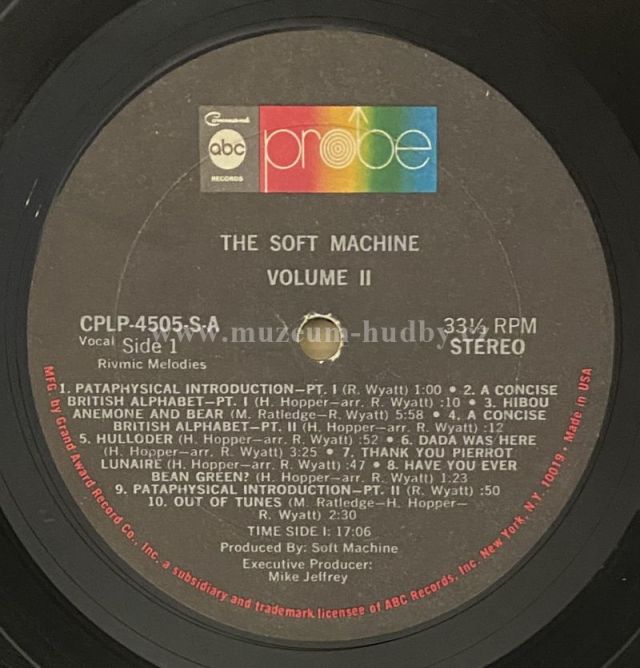 Command
abc
RECORDS
probe
THE SOFT MACHINE
VOLUME II
CPLP-4505-S-A
33⅓ RPM
Vocal Side 1
STEREO
Rivmic Melodies
www.muzeum-hudby.cz
1. PATAPHYSICAL INTRODUCTION—PT. I (R. Wyatt) 1:00 • 2. A CONCISE
BRITISH ALPHABET—PT. I (H. Hopper—arr. R. Wyatt) :10 • 3. HIBOU
ANEMONE AND BEAR (M. Ratledge—R. Wyatt) 5:58 • 4. A CONCISE
BRITISH ALPHABET—PT. II (H. Hopper—arr. R. Wyatt) :12
5. HULLODER (H. Hopper—arr. R. Wyatt) :52 • 6. DADA WAS HERE
(H. Hopper—arr. R. Wyatt) 3:25 • 7. THANK YOU PIERROT
LUNAIRE (H. Hopper—arr. R. Wyatt) :47 • 8. HAVE YOU EVER
BEAN GREEN? (H. Hopper—arr. R. Wyatt) 1:23
9. PATAPHYSICAL INTRODUCTION—PT. II (R. Wyatt) :50
10. OUT OF TUNES (M. Ratledge—H. Hopper—
R. Wyatt) 2:30
TIME SIDE I: 17:06
Produced By: Soft Machine
Executive Producer:
Mike Jeffrey
MFG. by Grand Award Record Co., Inc., a subsidiary and trademark licensee of ABC Records, Inc. New York, N.Y. 10019 • Made in USA